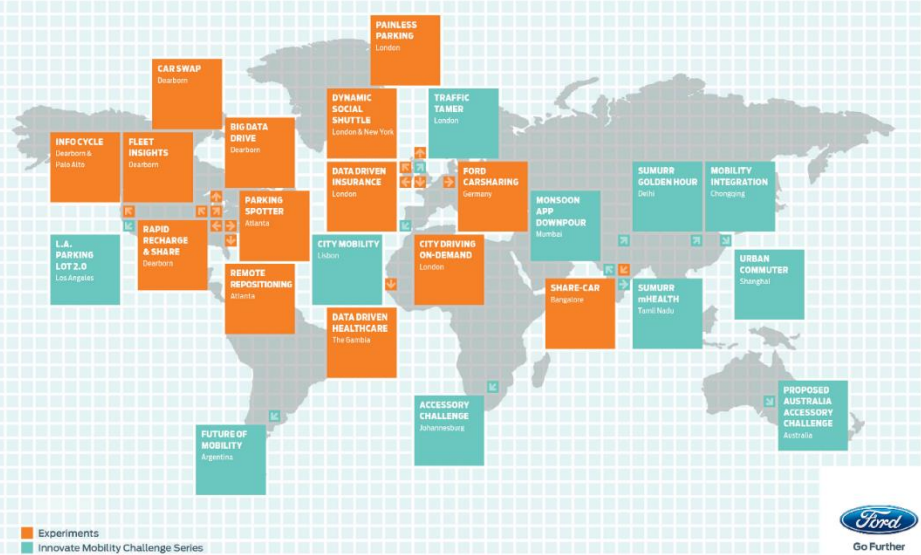 PAINLESS
PARKING
London
CAR SWAP
Dearborn
DYNAMIC
SOCIAL
SHUTTLE
London & New York
TRAFFIC
TAMER
London
INFO CYCLE
Dearborn &
Palo Alto
FLEET
INSIGHTS
Dearborn
BIG DATA
DRIVE
Dearborn
DATA DRIVEN
INSURANCE
London
FORD
CARSHARING
Germany
SUMURR
GOLDEN HOUR
Delhi
MOBILITY
INTEGRATION
Chongqing
PARKING
SPOTTER
Atlanta
MONSOON
APP
DOWNPOUR
Mumbai
L.A.
PARKING
LOT 2.0
Los Angeles
RAPID
RECHARGE
& SHARE
Dearborn
CITY MOBILITY
Lisbon
CITY DRIVING
ON-DEMAND
London
URBAN
COMMUTER
Shanghai
REMOTE
REPOSITIONING
Atlanta
SHARE-CAR
Bangalore
SUMURR
mHEALTH
Tamil Nadu
DATA DRIVEN
HEALTHCARE
The Gambia
ACCESSORY
CHALLENGE
Johannesburg
PROPOSED
AUSTRALIA
ACCESSORY
CHALLENGE
Australia
FUTURE OF
MOBILITY
Argentina
Experiments
Innovate Mobility Challenge Series
Ford
Go Further